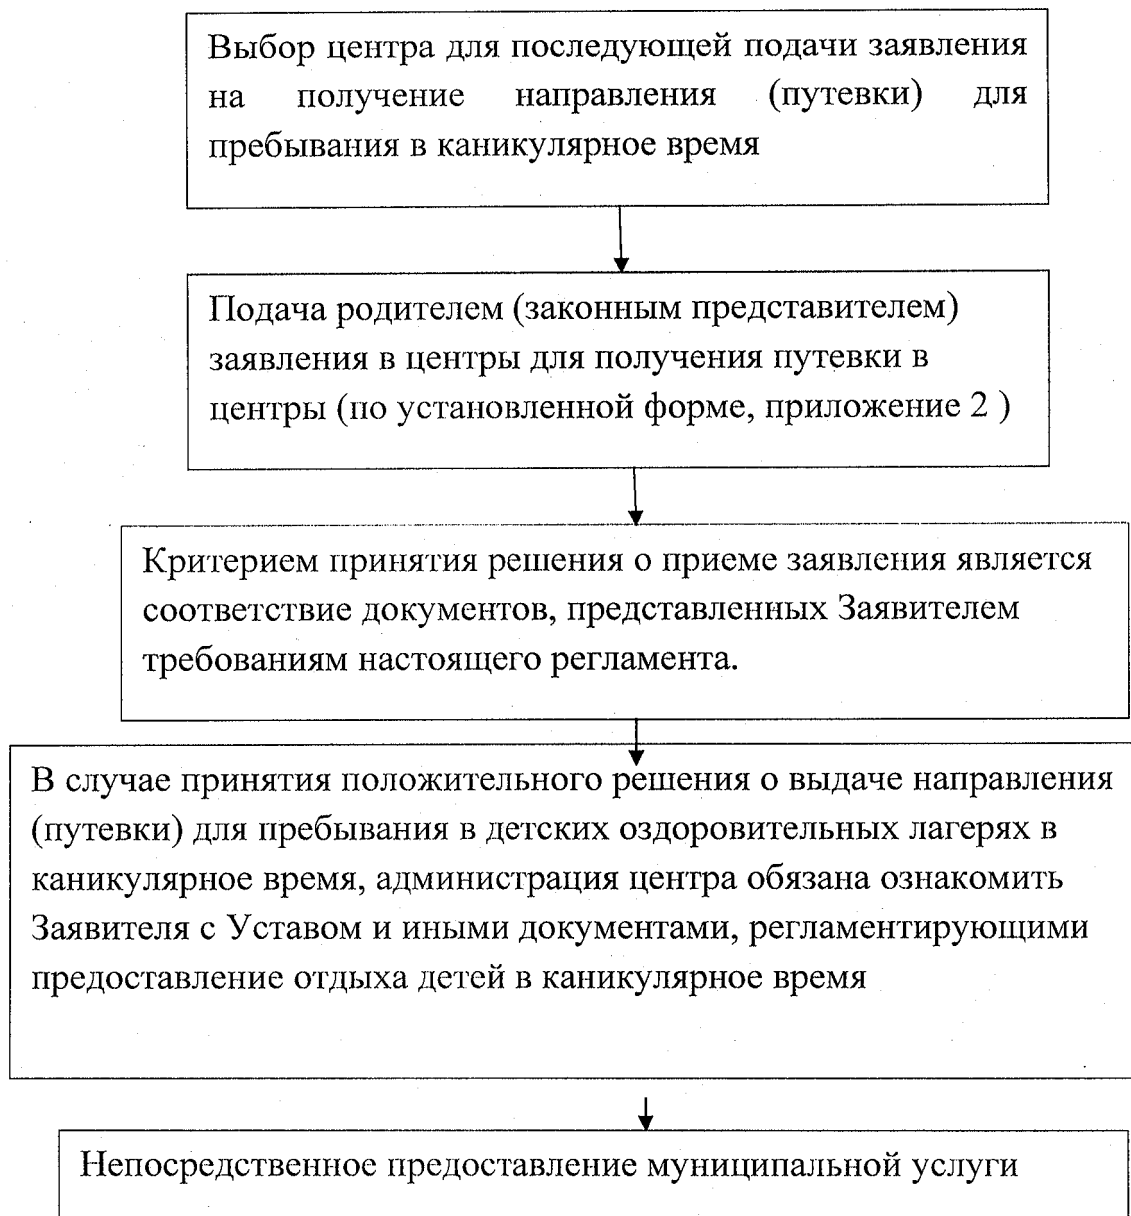 Выбор центра для последующей подачи заявления
на получение направления (путевки) для
пребывания в каникулярное время
Подача родителем (законным представителем)
заявления в центры для получения путевки в
центры (по установленной форме, приложение 2 )
Критерием принятия решения о приеме заявления является
соответствие документов, представленных Заявителем
требованиям настоящего регламента.
В случае принятия положительного решения о выдаче направления
(путевки) для пребывания в детских оздоровительных лагерях в
каникулярное время, администрация центра обязана ознакомить
Заявителя с Уставом и иными документами, регламентирующими
предоставление отдыха детей в каникулярное время
Непосредственное предоставление муниципальной услуги